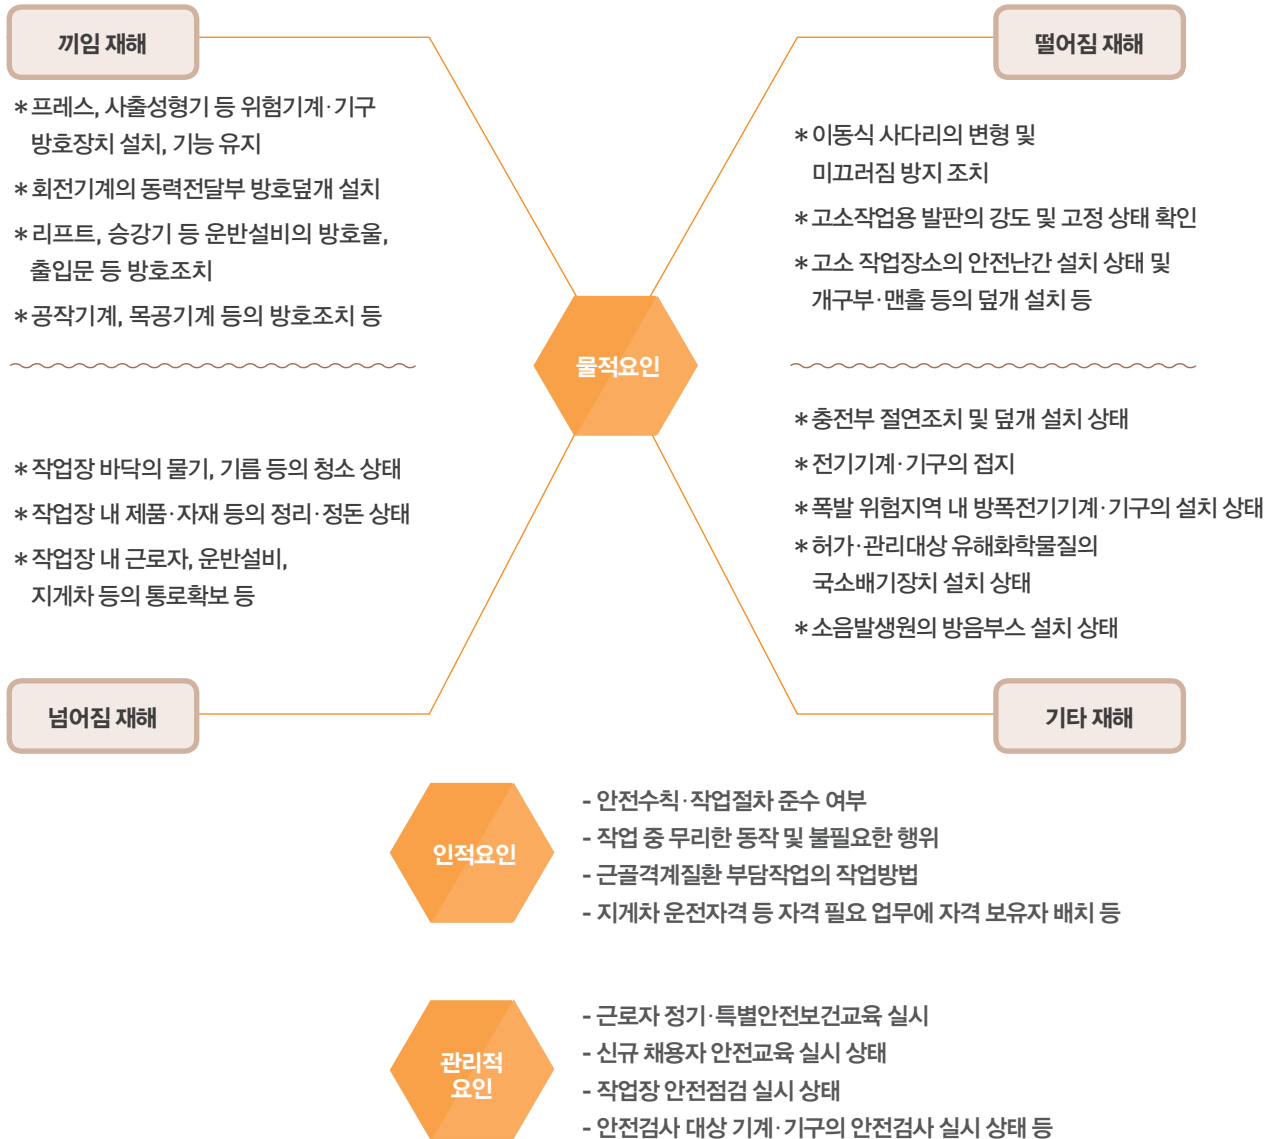 끼임 재해
* 프레스, 사출성형기 등 위험기계·기구
방호장치 설치, 기능 유지
* 회전기계의 동력전달부 방호덮개 설치
* 리프트, 승강기 등 운반설비의 방호울,
출입문 등 방호조치
* 공작기계, 목공기계 등의 방호조치 등
떨어짐 재해
* 이동식 사다리의 변형 및
미끄러짐 방지 조치
* 고소작업용 발판의 강도 및 고정 상태 확인
* 고소 작업장소의 안전난간 설치 상태 및
개구부·맨홀 등의 덮개 설치 등
물적요인
* 작업장 바닥의 물기, 기름 등의 청소 상태
* 작업장 내 제품·자재 등의 정리·정돈 상태
* 작업장 내 근로자, 운반설비,
지게차 등의 통로확보 등
넘어짐 재해
* 충전부 절연조치 및 덮개 설치 상태
* 전기기계·기구의 접지
* 폭발 위험지역 내 방폭전기기계·기구의 설치 상태
* 허가·관리대상 유해화학물질의
국소배기장치 설치 상태
* 소음발생원의 방음부스 설치 상태
기타 재해
인적요인
- 안전수칙·작업절차 준수 여부
- 작업 중 무리한 동작 및 불필요한 행위
- 근골격계질환 부담작업의 작업방법
- 지게차 운전자격 등 자격 필요 업무에 자격 보유자 배치 등
관리적
요인
- 근로자 정기·특별안전보건교육 실시
- 신규 채용자 안전교육 실시 상태
- 작업장 안전점검 실시 상태
- 안전검사 대상 기계·기구의 안전검사 실시 상태 등